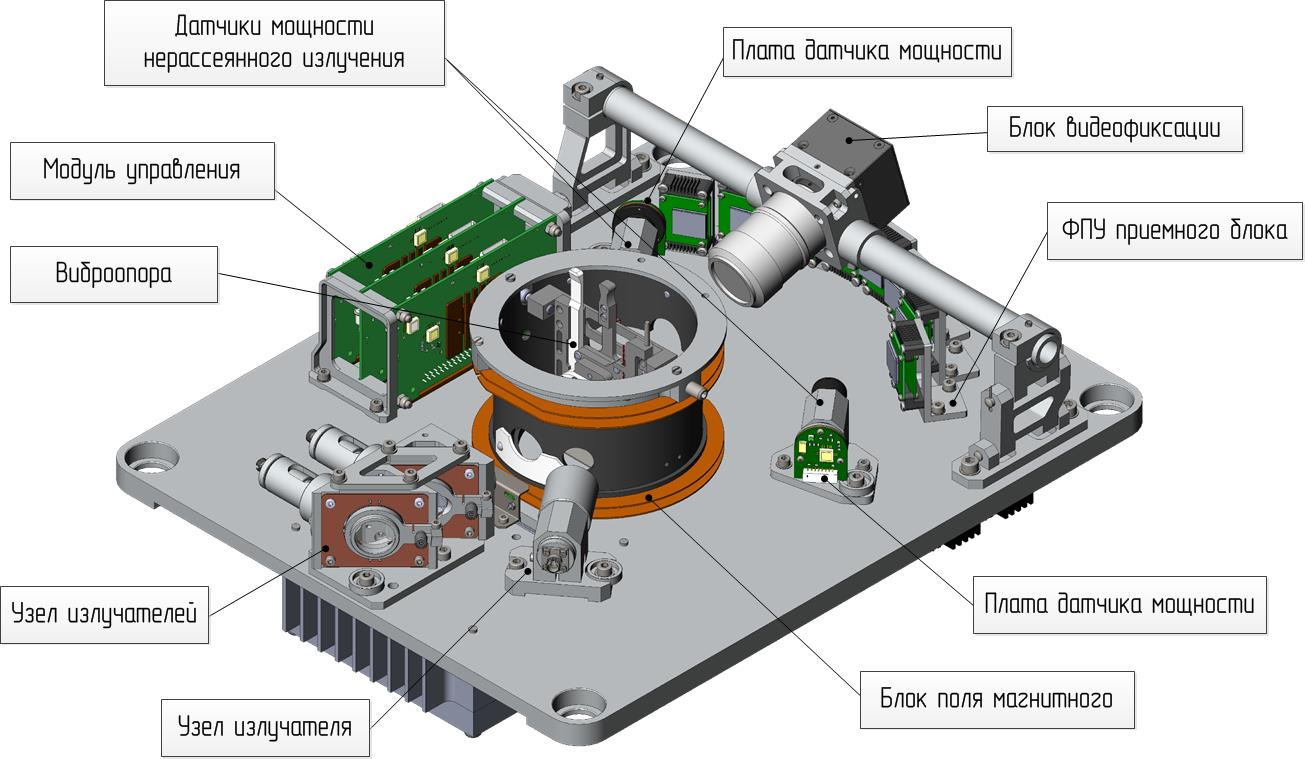 Датчики мощности
нерассеянного излучения
Плата датчика мощности
Блок видеофиксации
Модуль управления
ФПУ приемного блока
Виброопора
Узел излучателей
Плата датчика мощности
Блок поля магнитного
Узел излучателя